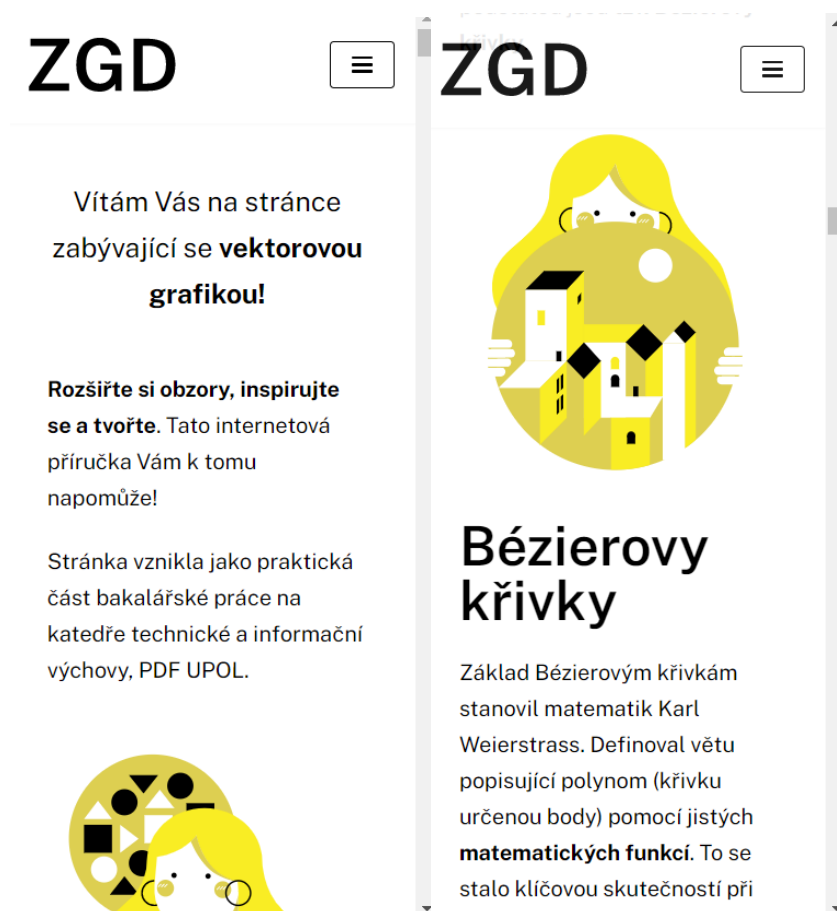 ZGD
Vítám Vás na stránce
zabývající se vektorovou
grafikou!
Rozšiřte si obzory, inspirujte
se a tvořte. Tato internetová
příručka Vám k tomu
napomůže!
Stránka vznikla jako praktická
část bakalářské práce na
katedře technické a informační
výchovy, PDF UPOL.
křivky.
ZGD
Bézierovy
křivky
Základ Bézierovým křivkám
stanovil matematik Karl
Weierstrass. Definoval větu
popisující polynom (křivku
určenou body) pomocí jistých
matematických funkcí. To se
stalo klíčovou skutečností při